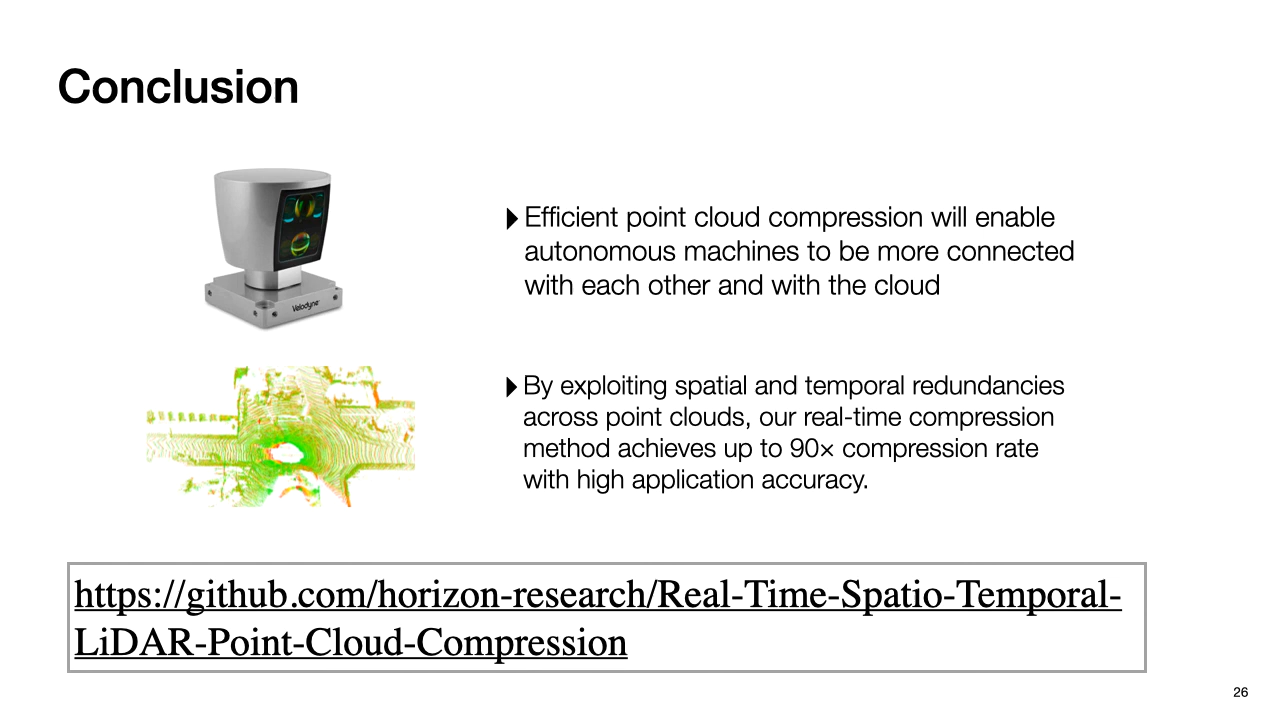 Conclusion
Velodyne
▸Efficient point cloud compression will enable
autonomous machines to be more connected
with each other and with the cloud
▸By exploiting spatial and temporal redundancies
across point clouds, our real-time compression
method achieves up to 90× compression rate
with high application accuracy.
https://github.com/horizon-research/Real-Time-Spatio-Temporal-
LiDAR-Point-Cloud-Compression
26